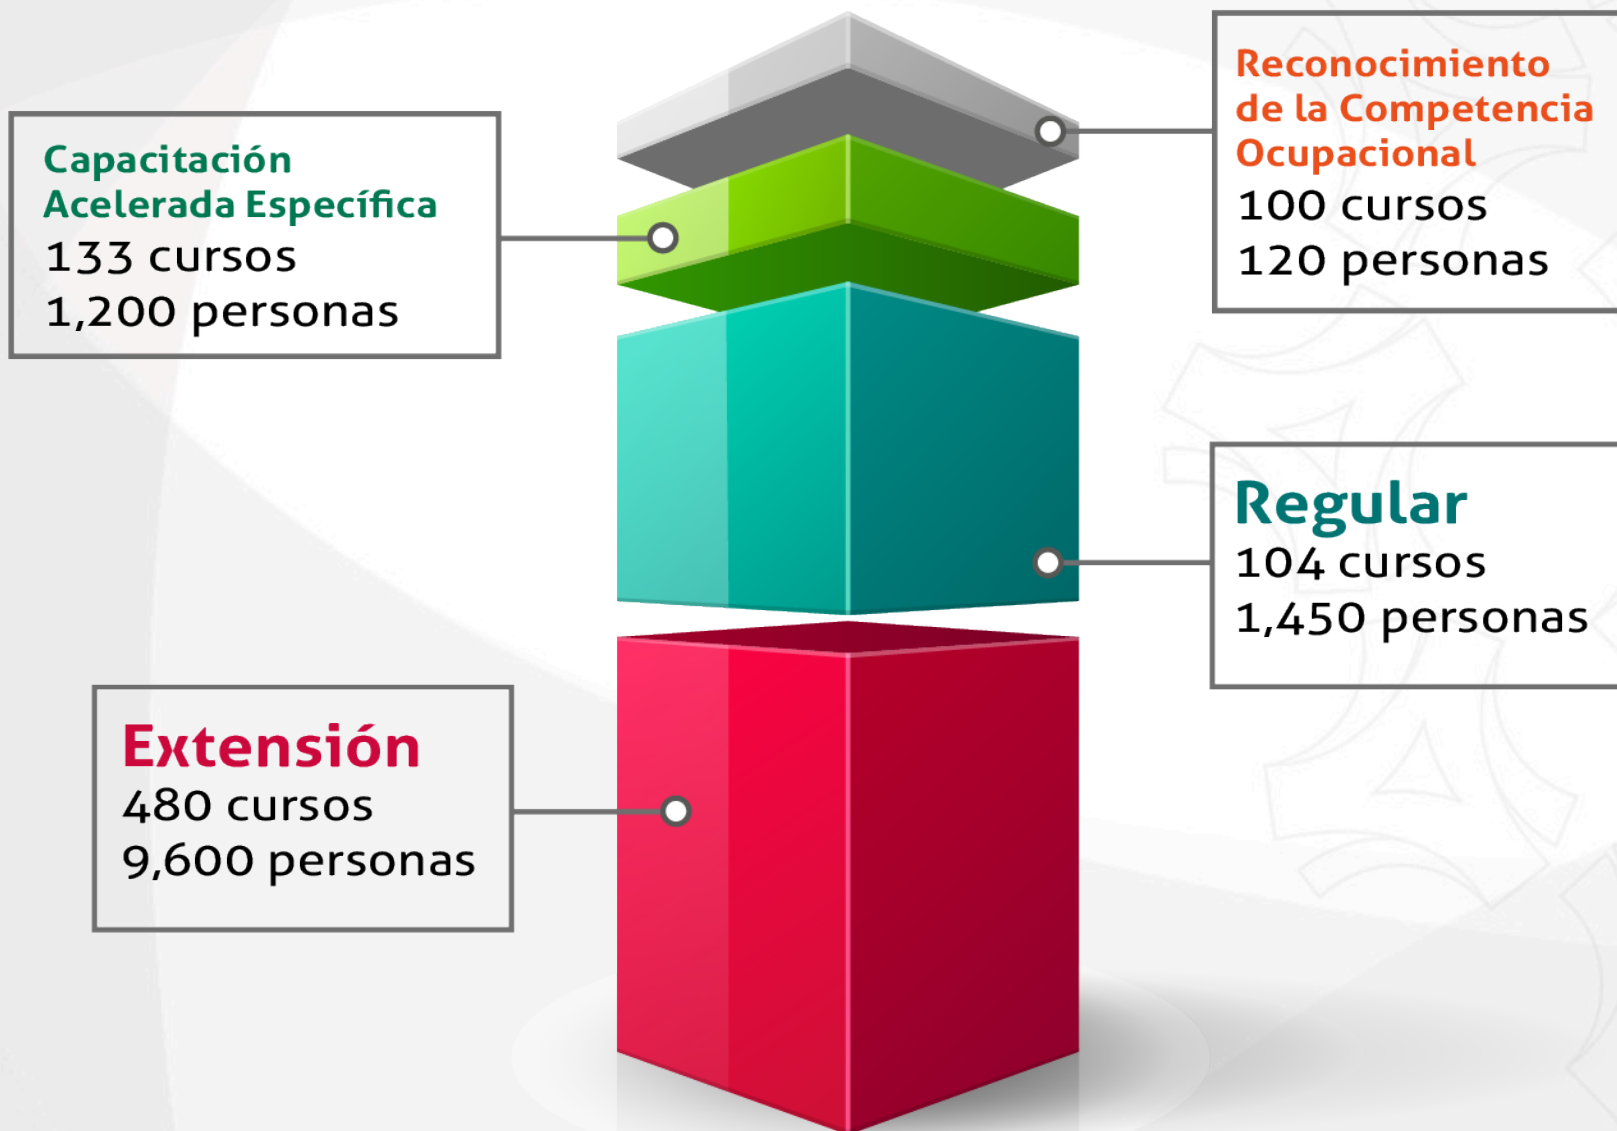 Capacitación
Acelerada Específica
133 cursos
1,200 personas
Reconocimiento
de la Competencia
Ocupacional
100 cursos
120 personas
Regular
104 cursos
1,450 personas
Extensión
480 cursos
9,600 personas